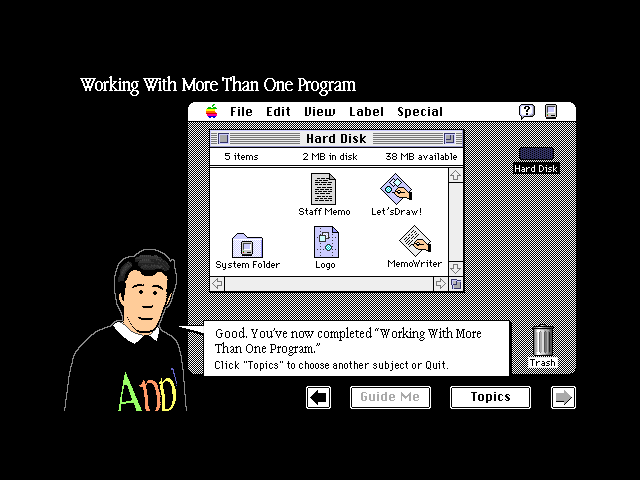 Working With More Than One Program
File Edit View Label Special
Hard Disk
5 items 2 MB in disk 38 MB available
Hard Disk
Staff Memo Let'sDraw!
System Folder Logo MemoWriter
Good. You've now completed “Working With More
Than One Program.”
Click "Topics" to choose another subject or Quit.
Trash
AND
Guide Me Topics